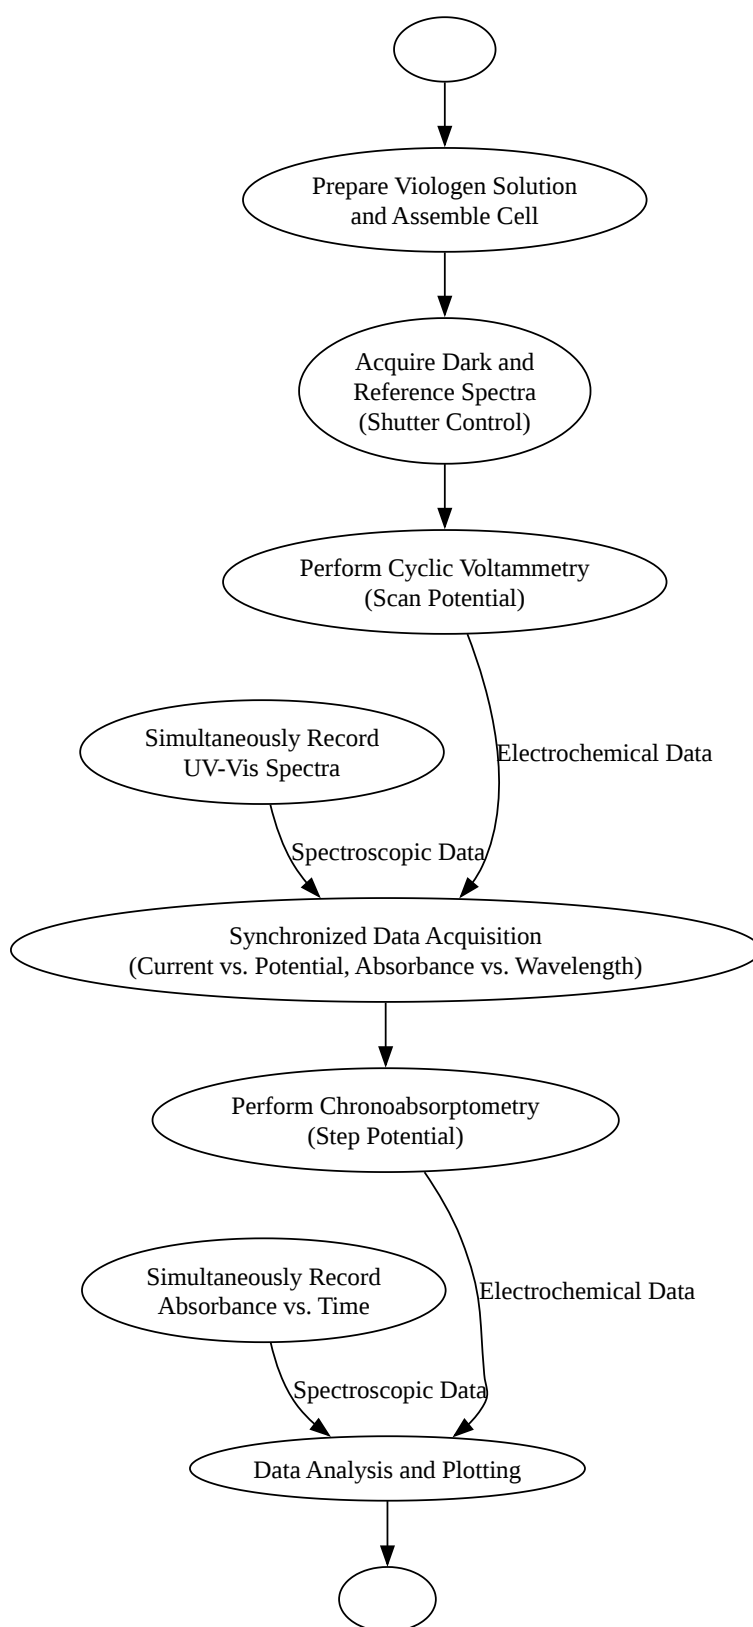 Prepare Viologen Solution
and Assemble Cell
Acquire Dark and
Reference Spectra
(Shutter Control)
Perform Cyclic Voltammetry
(Scan Potential)
Simultaneously Record
UV-Vis Spectra
Electrochemical Data
Spectroscopic Data
Synchronized Data Acquisition
(Current vs. Potential, Absorbance vs. Wavelength)
Perform Chronoabsorptometry
(Step Potential)
Simultaneously Record
Absorbance vs. Time
Electrochemical Data
Spectroscopic Data
Data Analysis and Plotting